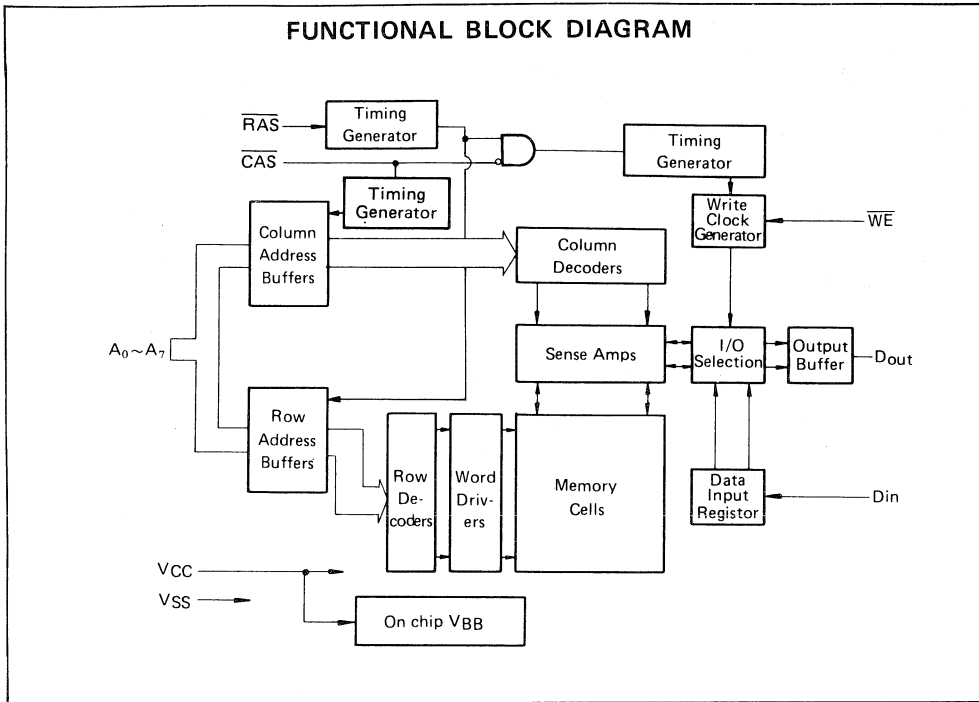 FUNCTIONAL BLOCK DIAGRAM
RAS
Timing
Generator
CAS
Timing
Generator
Timing
Generator
Write
Clock
Generator
WE
Column
Address
Buffers
Column
Decoders
A₀~A₇
Sense Amps
I/O
Selection
Output
Buffer
Dout
Row
Address
Buffers
Row
De-
coders
Word
Driv-
ers
Memory
Cells
Data
Input
Registor
Din
VCC
VSS
On chip VBB